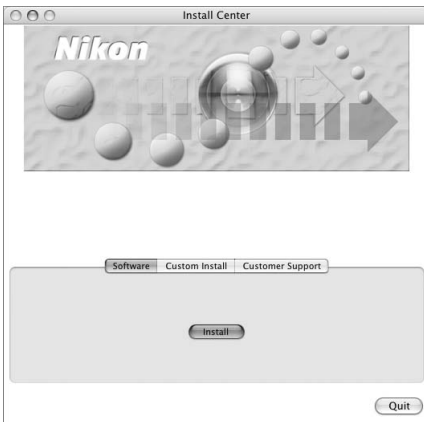 Install Center
Nikon
Software Custom Install Customer Support
Install
Quit